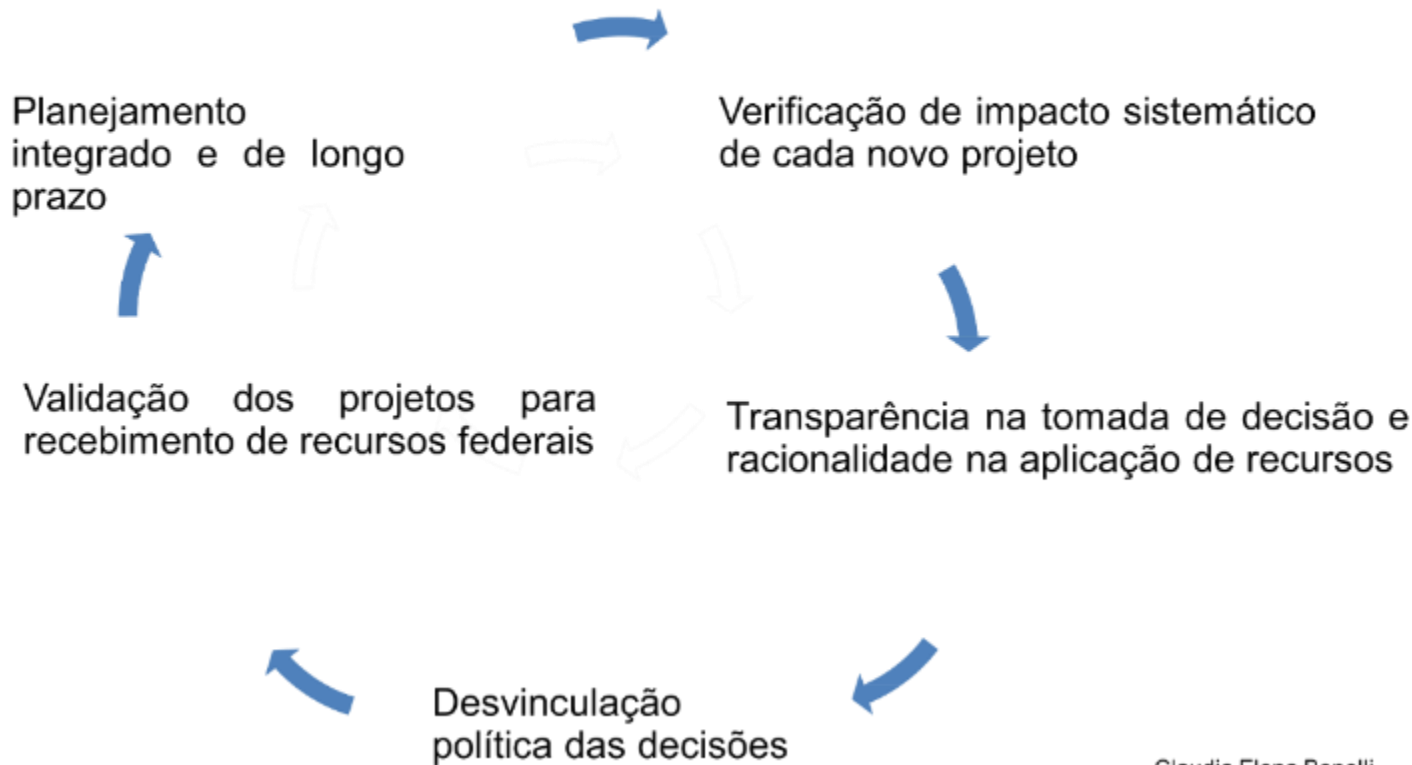 Planejamento
integrado e de longo
prazo
Verificação de impacto sistemático
de cada novo projeto
Transparência na tomada de decisão e
racionalidade na aplicação de recursos
Desvinculação
política das decisões
Validação dos projetos para
recebimento de recursos federais